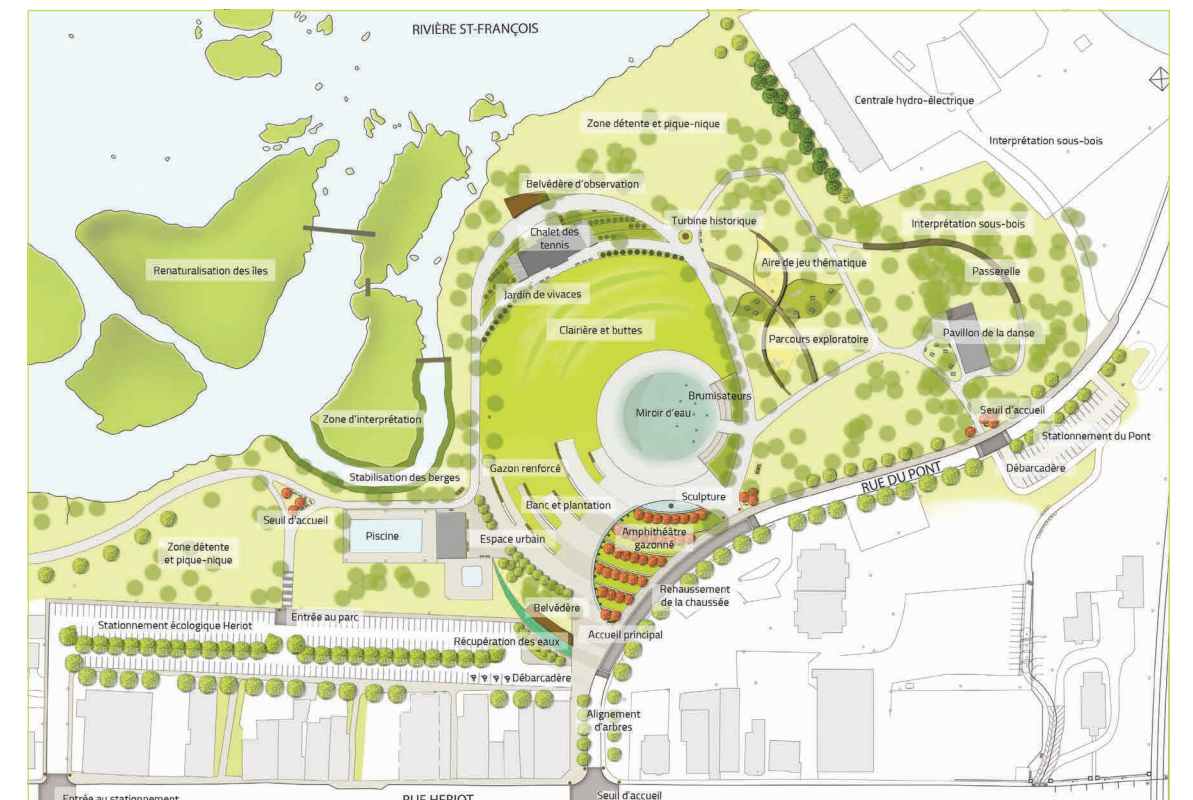 RIVIÈRE ST-FRANÇOIS
Centrale hydro-électrique
Interprétation sous-bois
Zone détente et pique-nique
Belvédère d'observation
Turbine historique
Interprétation sous-bois
Chalet des
tennis
Aire de jeu thématique
Passerelle
Renaturalisation des îles
Jardin de vivaces
Clairière et buttes
Parcours exploratoire
Pavillon de la danse
Brumisateurs
Miroir d'eau
Zone d'interprétation
Seuil d'accueil
Stationnement du Pont
Débarcadère
Gazon renforcé
Stabilisation des berges
RUE DU PONT
Sculpture
Banc et plantation
Seuil d'accueil
Piscine
Espace urbain
Amphithéâtre
gazonné
Zone détente
et pique-nique
Rehaussement
de la chaussée
Belvédère
Entrée au parc
Stationnement écologique Heriot
Récupération des eaux
Accueil principal
Débarcadère
Alignement
d'arbres
Entrée au stationnement
RUE HERIOT
Seuil d'accueil